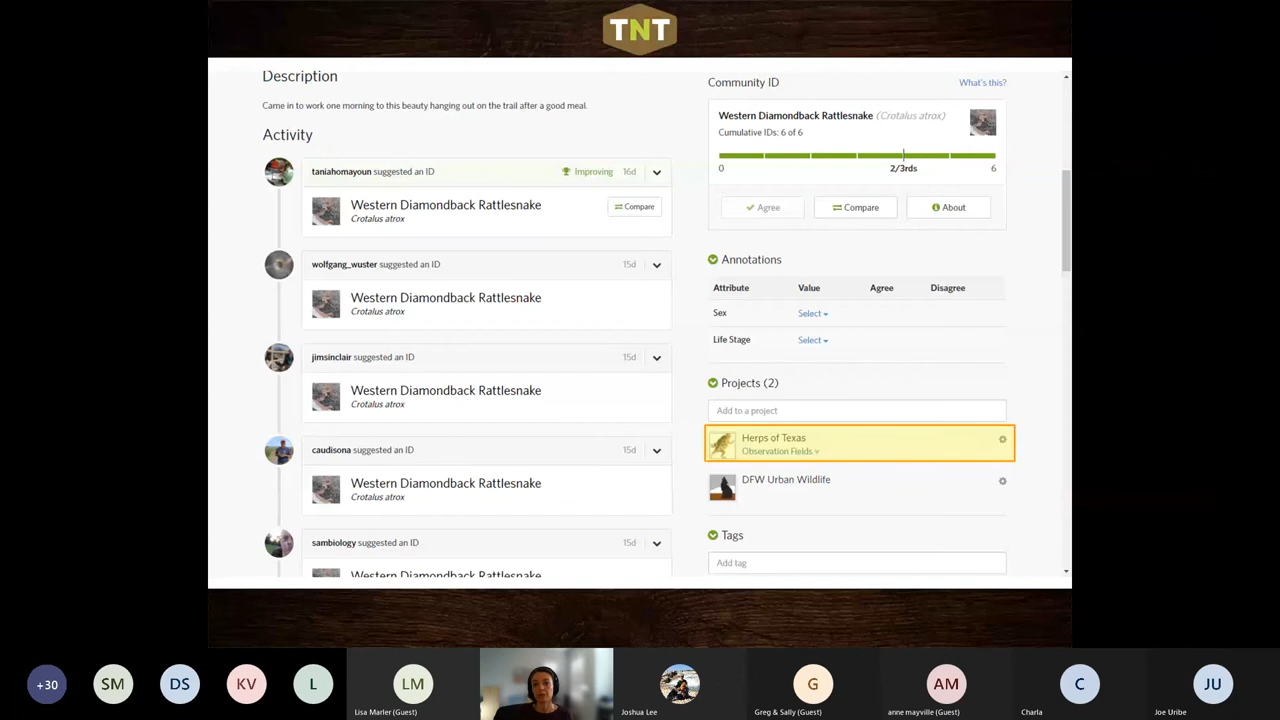 TNT
Description
Came in to work one morning to this beauty hanging out on the trail after a good meal.
Activity
taniahomayoun suggested an ID
Improving 16d
Western Diamondback Rattlesnake
Crotalus atrox
Compare
wolfgang_wuster suggested an ID
15d
Western Diamondback Rattlesnake
Crotalus atrox
jimsinclair suggested an ID
15d
Western Diamondback Rattlesnake
Crotalus atrox
caudisona suggested an ID
15d
Western Diamondback Rattlesnake
Crotalus atrox
sambiology suggested an ID
15d
Western Diamondback Rattlesnake
Community ID
What's this?
Western Diamondback Rattlesnake (Crotalus atrox)
Cumulative IDs: 6 of 6
0 2/3rds 6
Agree Compare About
Annotations
Attribute Value Agree Disagree
Sex Select
Life Stage Select
Projects (2)
Add to a project
Herps of Texas
Observation Fields
DFW Urban Wildlife
Tags
Add tag
+30 SM DS KV L LM G AM C JU
Lisa Marler (Guest) Joshua Lee Greg & Sally (Guest) anne mayville (Guest) Charla Joe Uribe